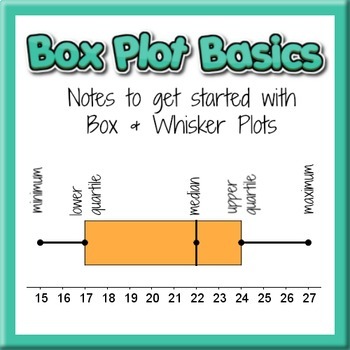 Box Plot Basics
Notes to get started with
Box & Whisker Plots
minimum
lower
quartile
median
upper
quartile
maximum
15 16 17 18 19 20 21 22 23 24 25 26 27